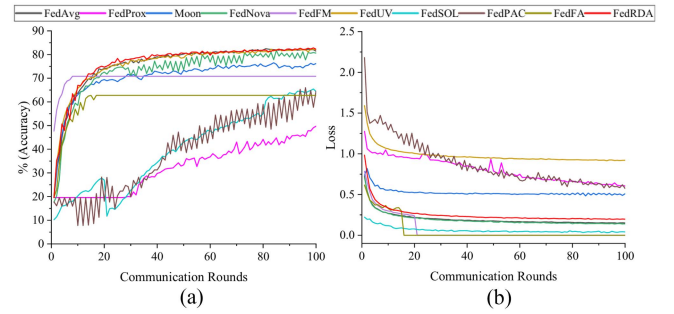 FedAvg FedProx Moon FedNova FedFM FedUV FedSOL FedPAC FedFA FedRDA
90
80
70
60
50
40
30
20
10
0
% (Accuracy)
0 20 40 60 80 100
Communication Rounds
(a)
2.5
2.0
1.5
1.0
0.5
0.0
Loss
0 20 40 60 80 100
Communication Rounds
(b)